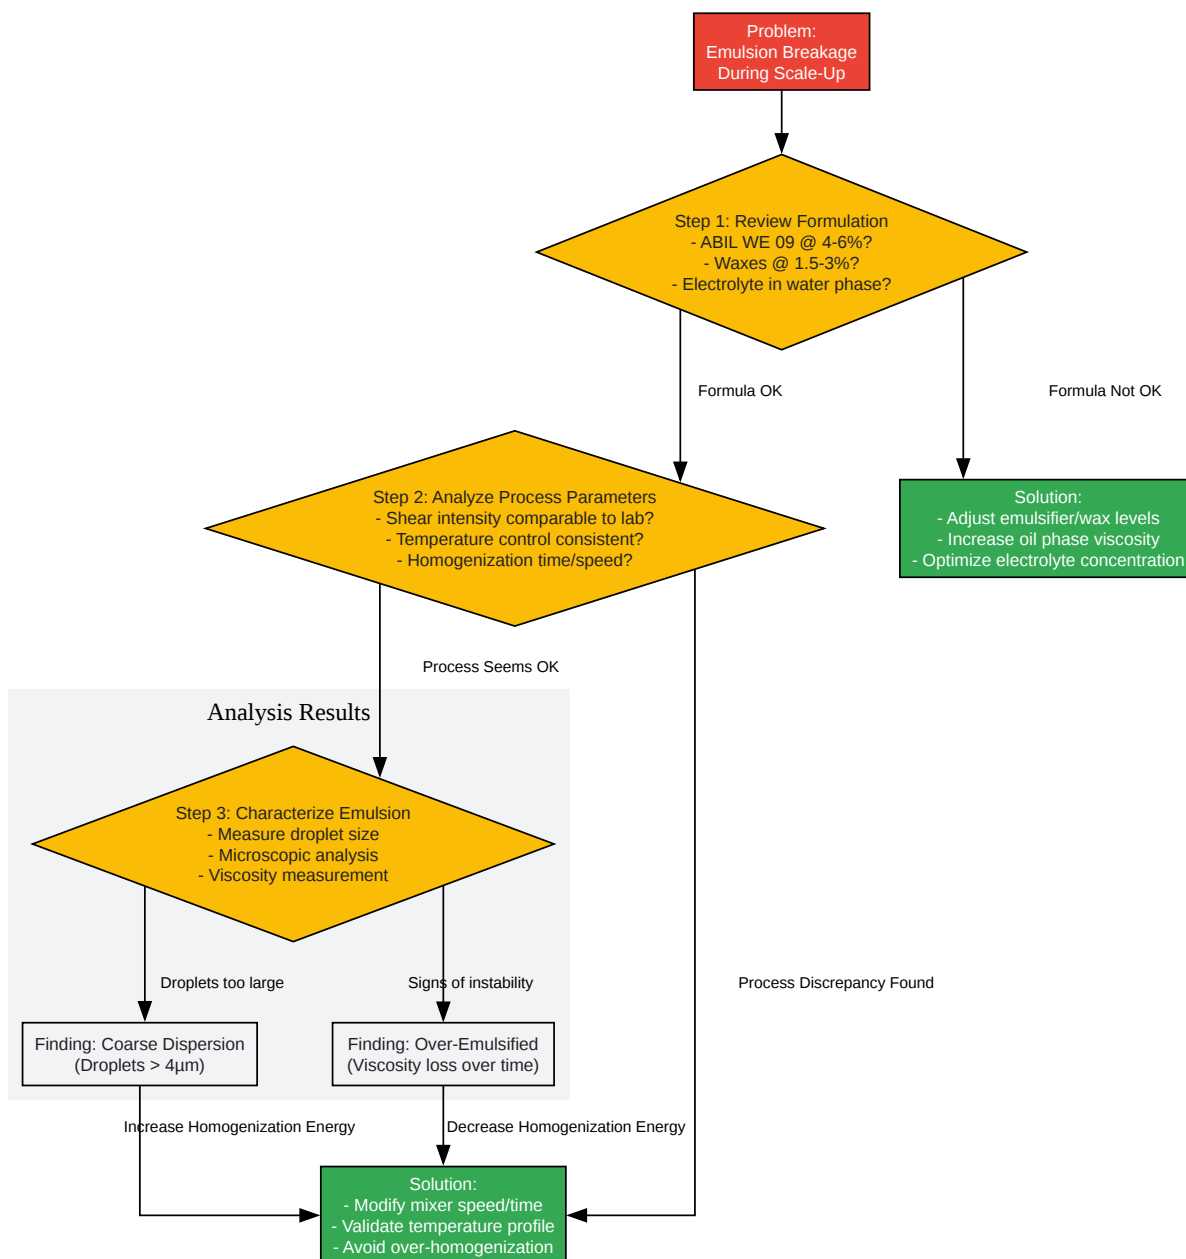 Problem:
Emulsion Breakage
During Scale-Up
Step 1: Review Formulation
- ABIL WE 09 @ 4-6%?
- Waxes @ 1.5-3%?
- Electrolyte in water phase?
Formula OK
Formula Not OK
Step 2: Analyze Process Parameters
- Shear intensity comparable to lab?
- Temperature control consistent?
- Homogenization time/speed?
Solution:
- Adjust emulsifier/wax levels
- Increase oil phase viscosity
- Optimize electrolyte concentration
Process Seems OK
Analysis Results
Step 3: Characterize Emulsion
- Measure droplet size
- Microscopic analysis
- Viscosity measurement
Droplets too large
Signs of instability
Process Discrepancy Found
Finding: Coarse Dispersion
(Droplets > 4µm)
Finding: Over-Emulsified
(Viscosity loss over time)
Increase Homogenization Energy
Decrease Homogenization Energy
Solution:
- Modify mixer speed/time
- Validate temperature profile
- Avoid over-homogenization